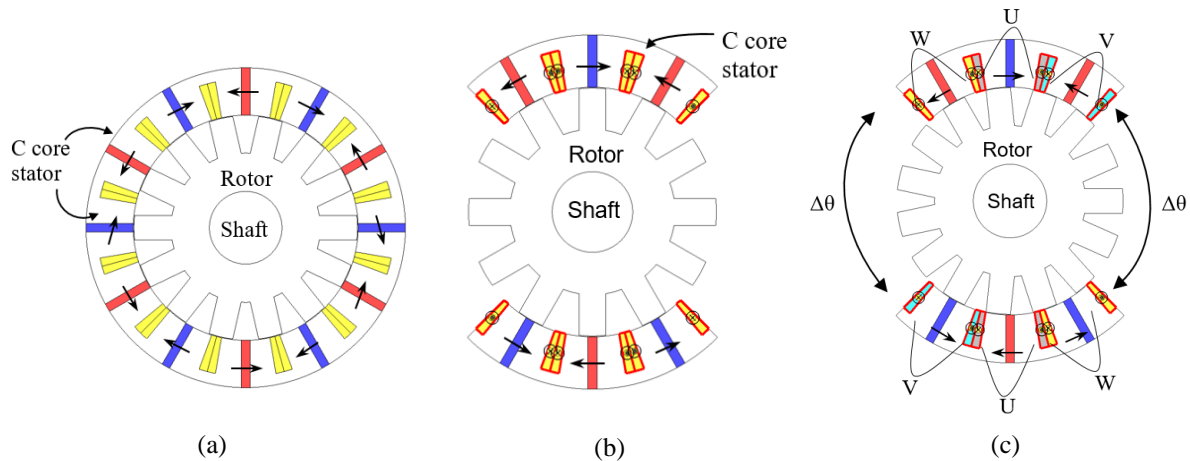 C core
stator
Rotor
Shaft
(a)
C core
stator
Rotor
Shaft
(b)
U
W
V
Rotor
Shaft
Δθ
Δθ
V
W
U
(c)